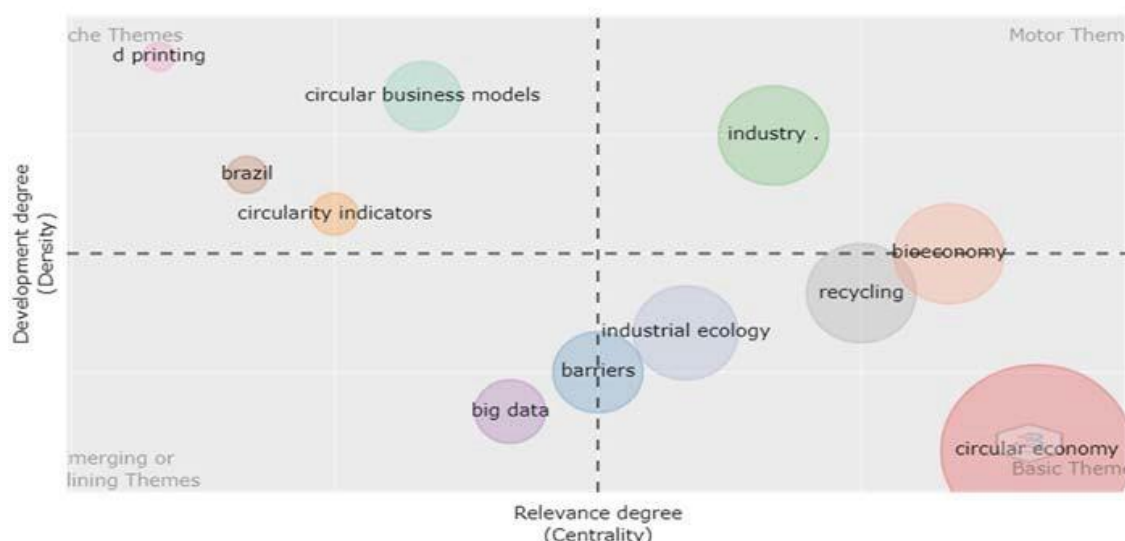 che Themes
Motor Them
d printing
circular business models
industry .
brazil
circularity indicators
Development degree
(Density)
bioeconomy
recycling
industrial ecology
barriers
big data
circular economy
merging or
lining Themes
Basic Theme
Relevance degree
(Centrality)